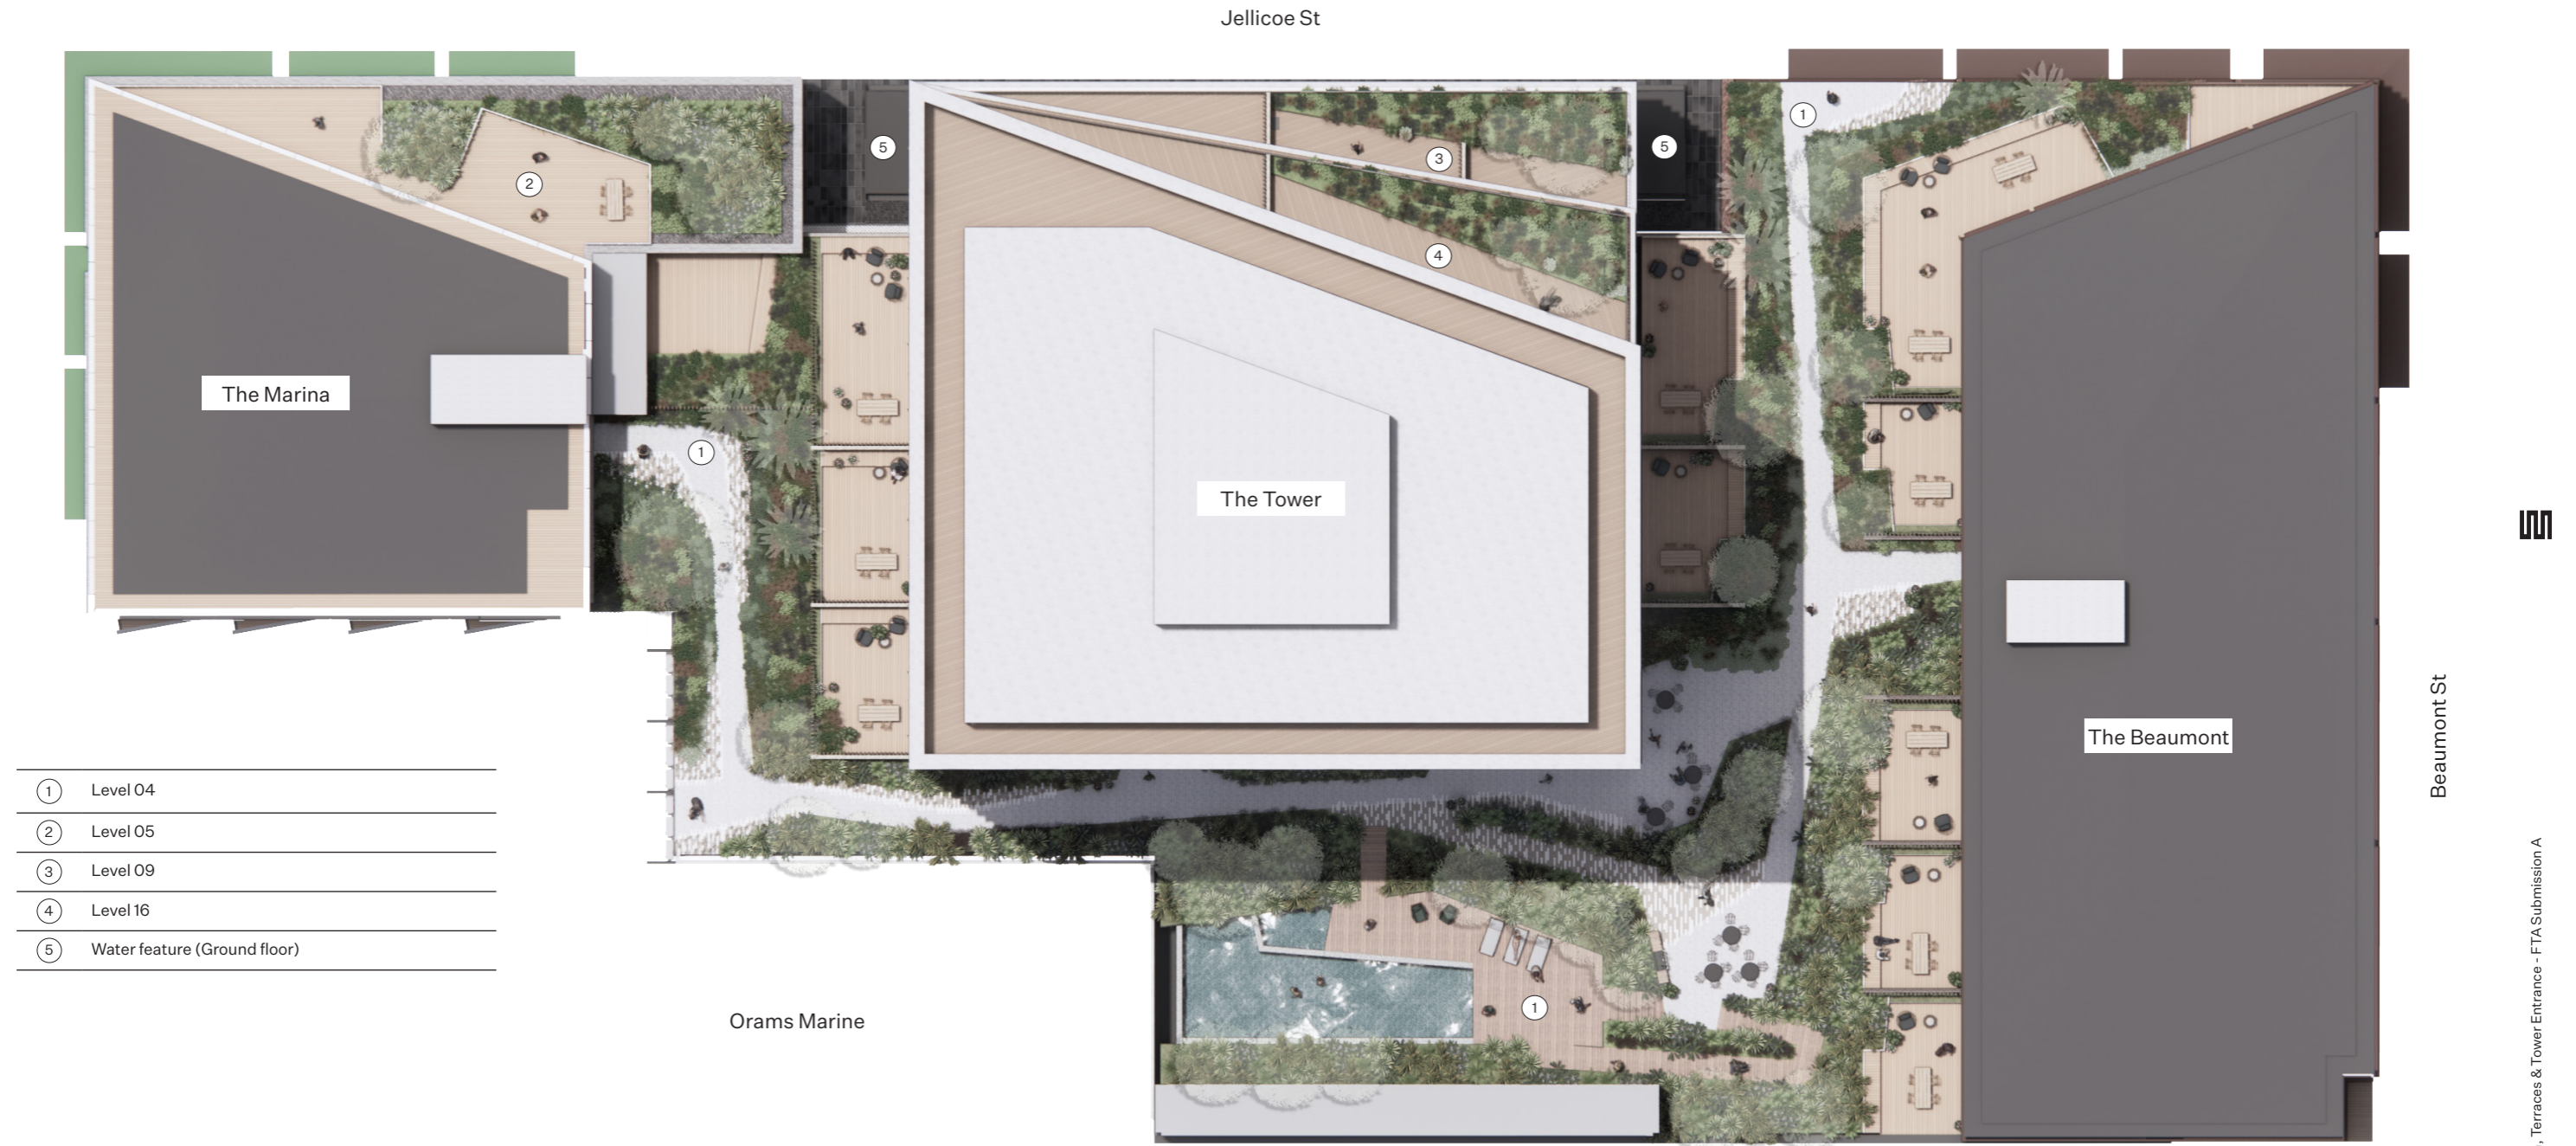 Jellicoe St
5
5
1
3
2
4
The Marina
1
The Tower
The Beaumont
Beaumont St
1 Level 04
2 Level 05
3 Level 09
4 Level 16
5 Water feature (Ground floor)
1
Orams Marine
, Terraces & Tower Entrance - FTA Submission A